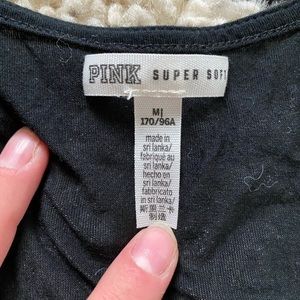 PINK SUPER SOFT
M|
170/96A
made in
sri lanka/
fabriqué au
sri lanka/
hecho en
sri lanka/
fabbricato
in sri lanka/
斯里兰卡
制造